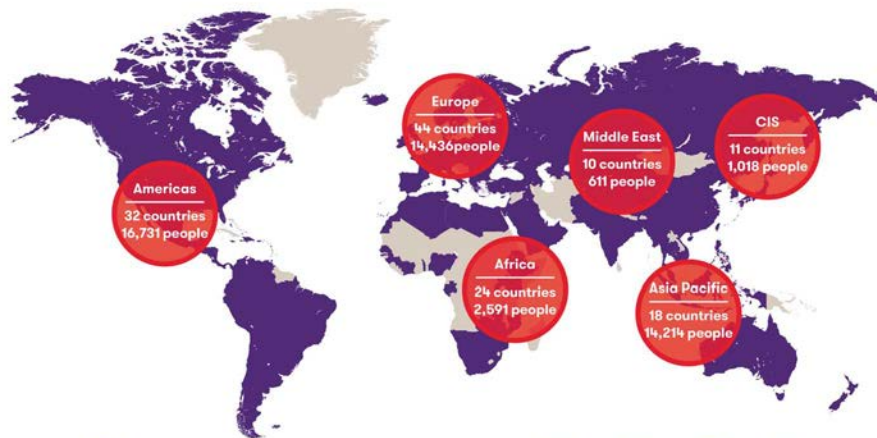 Europe
44 countries
14,436people
Middle East
10 countries
611 people
CIS
11 countries
1,018 people
Americas
32 countries
16,731 people
Africa
24 countries
2,591 people
Asia Pacific
18 countries
14,214 people